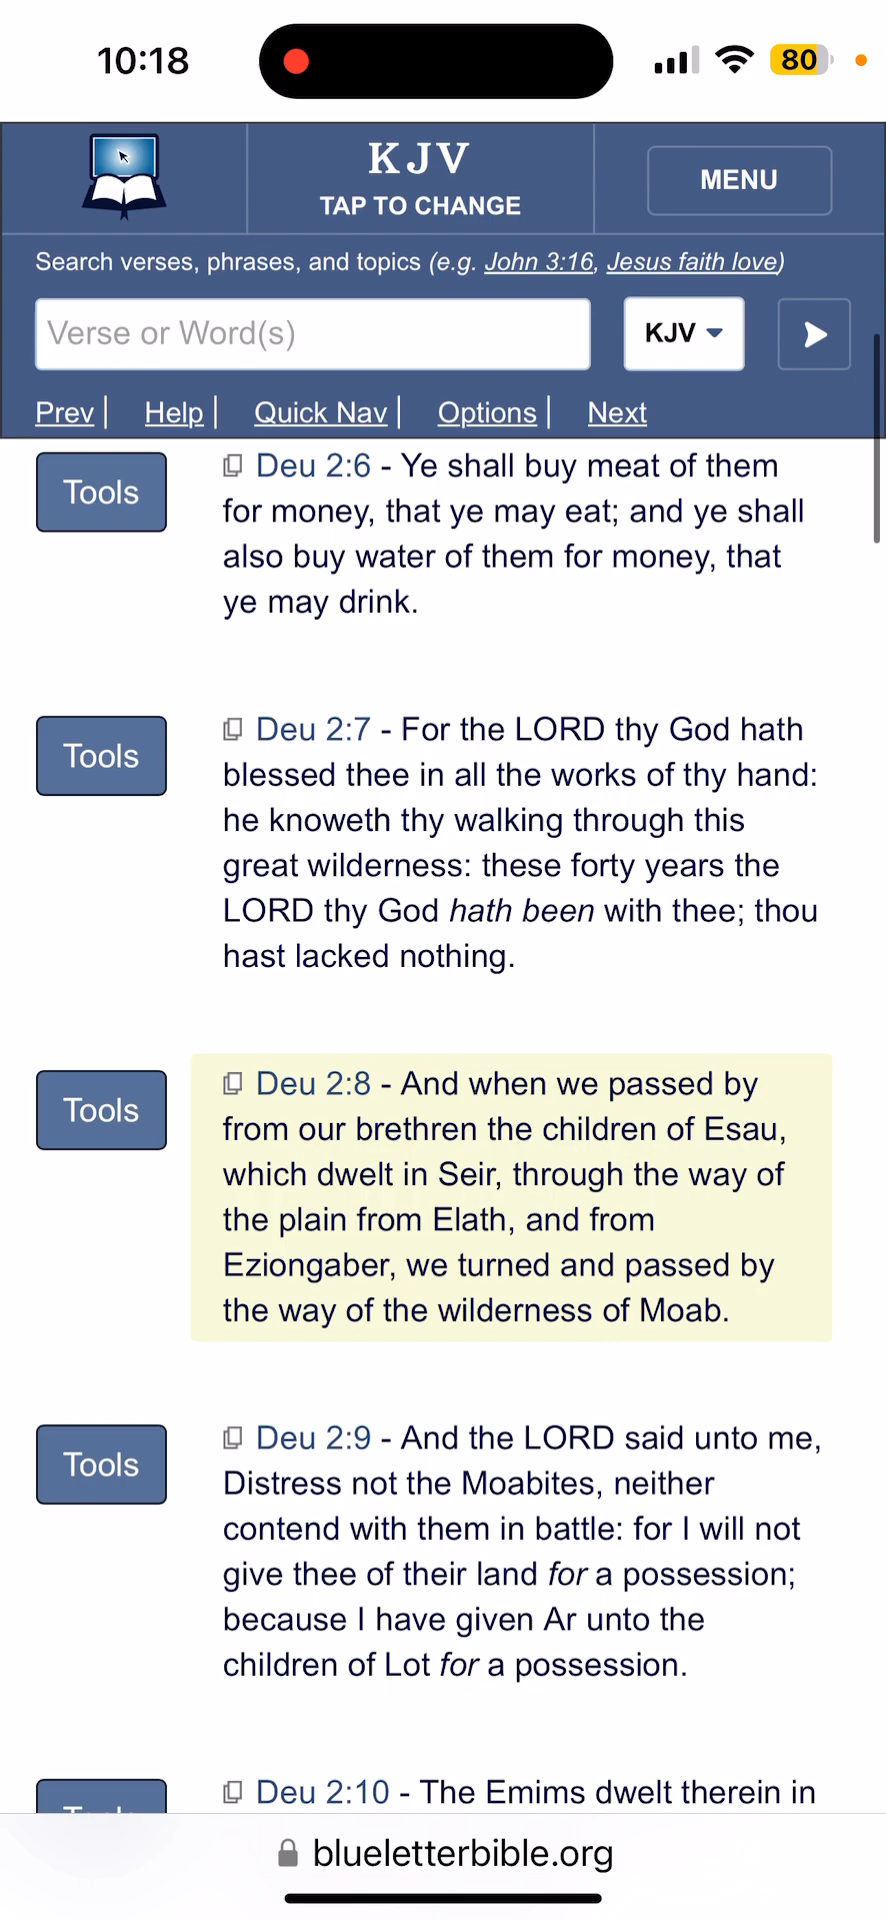 10:18
80
KJV
TAP TO CHANGE
MENU
Search verses, phrases, and topics (e.g. John 3:16, Jesus faith love)
Verse or Word(s)
KJV
Prev | Help | Quick Nav | Options | Next
Tools
Deu 2:6 - Ye shall buy meat of them
for money, that ye may eat; and ye shall
also buy water of them for money, that
ye may drink.
Tools
Deu 2:7 - For the LORD thy God hath
blessed thee in all the works of thy hand:
he knoweth thy walking through this
great wilderness: these forty years the
LORD thy God hath been with thee; thou
hast lacked nothing.
Tools
Deu 2:8 - And when we passed by
from our brethren the children of Esau,
which dwelt in Seir, through the way of
the plain from Elath, and from
Eziongaber, we turned and passed by
the way of the wilderness of Moab.
Tools
Deu 2:9 - And the LORD said unto me,
Distress not the Moabites, neither
contend with them in battle: for I will not
give thee of their land for a possession;
because I have given Ar unto the
children of Lot for a possession.
Tools
Deu 2:10 - The Emims dwelt therein in
blueletterbible.org